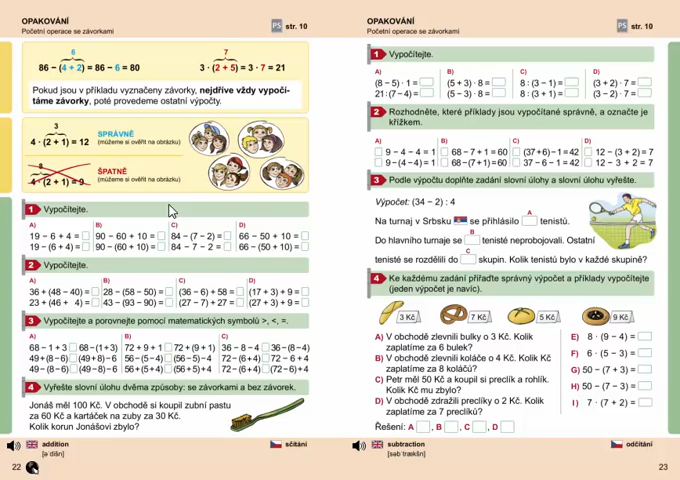 OPAKOVÁNÍ
Početní operace se závorkami
PS str. 10
6
86 – (4 + 2) = 86 – 6 = 80
7
3 · (2 + 5) = 3 · 7 = 21
Pokud jsou v příkladu vyznačeny závorky, nejdříve vždy vypočí-
táme závorky, poté provedeme ostatní výpočty.
3
4 · (2 + 1) = 12
SPRÁVNĚ
(můžeme si ověřit na obrázku)
8
4 · (2 + 1) = 9
ŠPATNĚ
(můžeme si ověřit na obrázku)
1 Vypočítejte.
A) B) C) D)
19 – 6 + 4 = 90 – 60 + 10 = 84 – (7 – 2) = 66 – 50 + 10 =
19 – (6 + 4) = 90 – (60 + 10) = 84 – 7 – 2 = 66 – (50 + 10) =
2 Vypočítejte.
A) B) C) D)
36 + (48 – 40) = 28 – (58 – 50) = (36 – 6) + 58 = (17 + 3) + 9 =
23 + (46 + 4) = 43 – (93 – 90) = (27 – 7) + 27 = (27 + 3) + 9 =
3 Vypočítejte a porovnejte pomocí matematických symbolů >, <, =.
A) B) C)
68 – 1 + 3 68 – (1 + 3) 72 + 9 + 1 72 + (9 + 1) 36 – 8 – 4 36 – (8 – 4)
49 + (8 – 6) (49 + 8) – 6 56 – (5 – 4) (56 – 5) – 4 72 – (6 + 4) 72 – 6 + 4
49 – (8 – 6) (49 – 8) – 6 56 + (5 + 4) (56 + 5) + 4 72 – (6 + 4) (72 – 6) + 4
4 Vyřešte slovní úlohu dvěma způsoby: se závorkami a bez závorek.
Jonáš měl 100 Kč. V obchodě si koupil zubní pastu
za 60 Kč a kartáček na zuby za 30 Kč.
Kolik korun Jonášovi zbylo?
addition
[ə dišn]
sčítání
22
OPAKOVÁNÍ
Početní operace se závorkami
PS str. 10
1 Vypočítejte.
A) B) C) D)
(8 – 5) · 1 = (5 + 3) · 8 = 8 : (3 – 1) = (3 + 2) · 7 =
21 : (7 – 4) = (5 – 3) · 8 = 8 : (3 + 1) = (3 – 2) · 7 =
2 Rozhodněte, které příklady jsou vypočítané správně, a označte je
křížkem.
A) B) C) D)
9 – 4 – 4 = 1 68 – 7 + 1 = 60 (37 + 6) – 1 = 42 12 – (3 + 2) = 7
9 – (4 – 4) = 1 68 – (7 + 1) = 60 37 – 6 – 1 = 42 12 – 3 + 2 = 7
3 Podle výpočtu doplňte zadání slovní úlohy a slovní úlohu vyřešte.
Výpočet: (34 – 2) : 4
A
Na turnaj v Srbsku se přihlásilo tenistů.
B
Do hlavního turnaje se tenisté neprobojovali. Ostatní
C
tenisté se rozdělili do skupin. Kolik tenistů bylo v každé skupině?
4 Ke každému zadání přiřaďte správný výpočet a příklady vypočítejte
(jeden výpočet je navíc).
3 Kč 7 Kč 5 Kč 9 Kč
A) V obchodě zlevnili bulky o 3 Kč. Kolik
zaplatíme za 6 bulek?
B) V obchodě zlevnili koláče o 4 Kč. Kolik Kč
zaplatíme za 8 koláčů?
C) Petr měl 50 Kč a koupil si preclík a rohlík.
Kolik Kč mu zbylo?
D) V obchodě zdražili preclíky o 2 Kč. Kolik
zaplatíme za 7 preclíků?
E) 8 · (9 – 4) =
F) 6 · (5 – 3) =
G) 50 – (7 + 3) =
H) 50 – (7 – 3) =
I) 7 · (7 + 2) =
Řešení: A , B , C , D
subtraction
[səbˈtrækšn]
odčítání
23